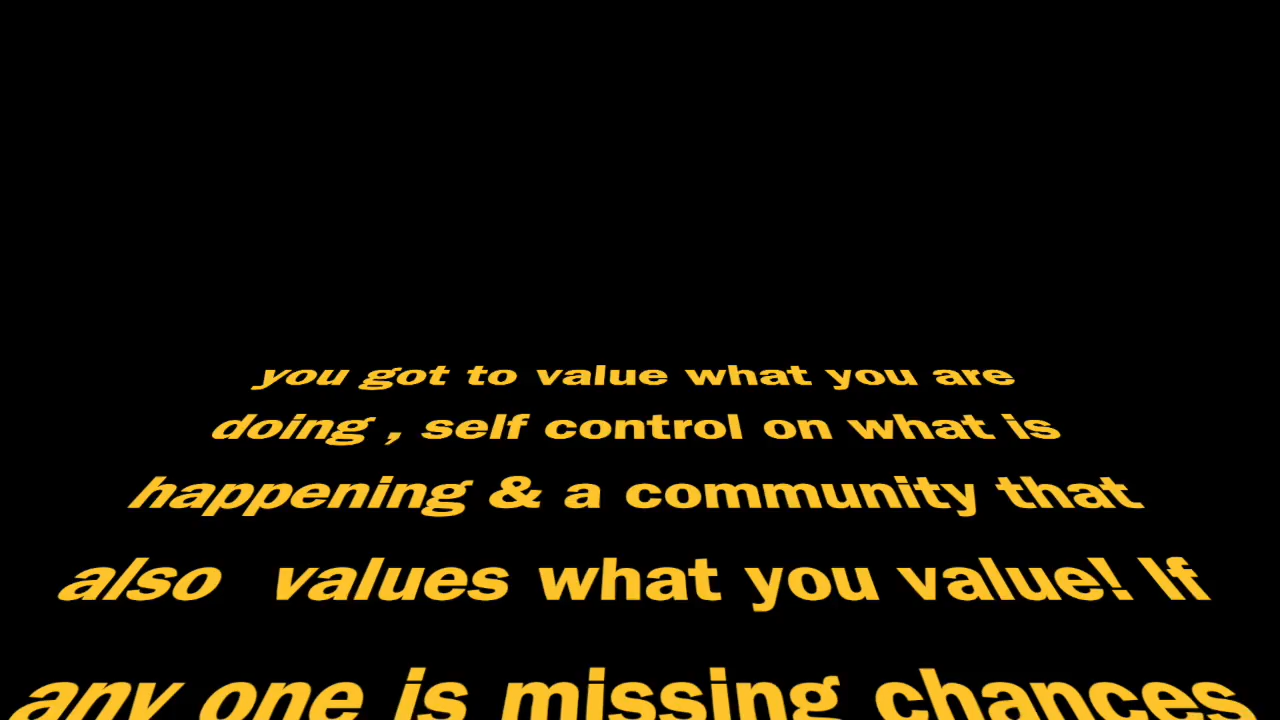 you got to value what you are
doing , self control on what is
happening & a community that
also  values what you value! If
any one is missing chances